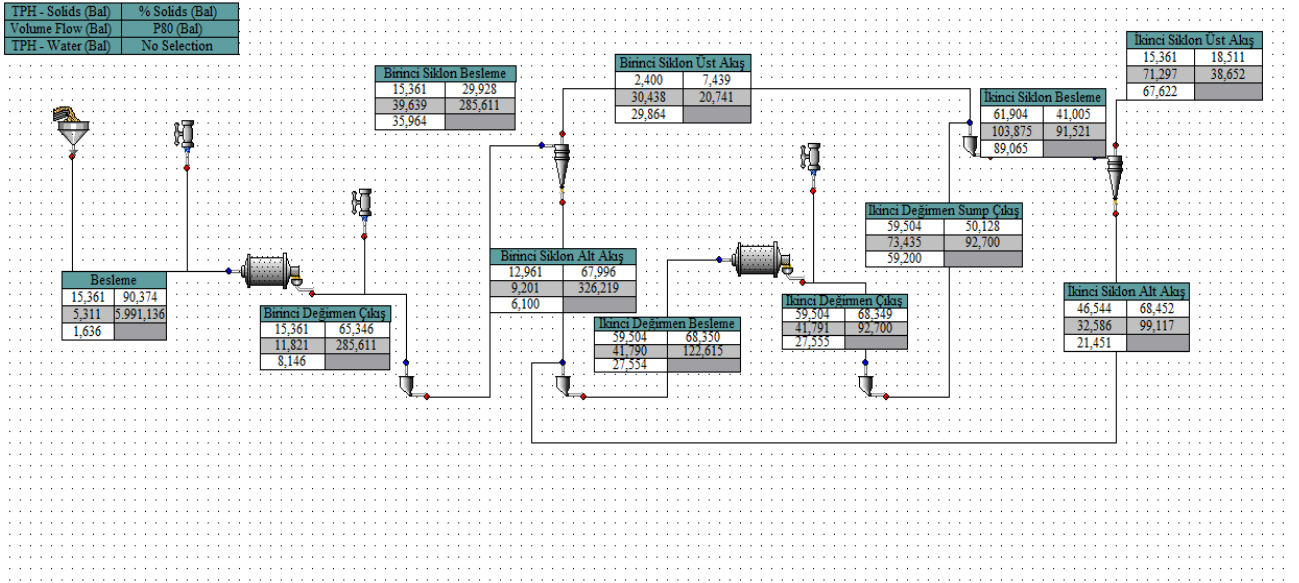 TPH - Solids (Bal) % Solids (Bal)
Volume Flow (Bal) P80 (Bal)
TPH - Water (Bal) No Selection
Besleme
15,361 90,374
5,311 5.991,136
1,636
Birinci Değirmen Çıkış
15,361 65,346
11,821 285,611
8,146
Birinci Siklon Besleme
15,361 29,928
39,639 285,611
35,964
Birinci Siklon Üst Akış
2,400 7,439
30,438 20,741
29,864
Birinci Siklon Alt Akış
12,961 67,996
9,201 326,219
6,100
İkinci Değirmen Besleme
59,504 68,350
41,790 122,615
27,554
İkinci Değirmen Çıkış
59,504 68,349
41,791 92,700
27,555
İkinci Değirmen Sump Çıkış
59,504 50,128
73,435 92,700
59,200
İkinci Siklon Besleme
61,904 41,005
103,875 91,521
89,065
İkinci Siklon Üst Akış
15,361 18,511
71,297 38,652
67,622
İkinci Siklon Alt Akış
46,544 68,452
32,586 99,117
21,451